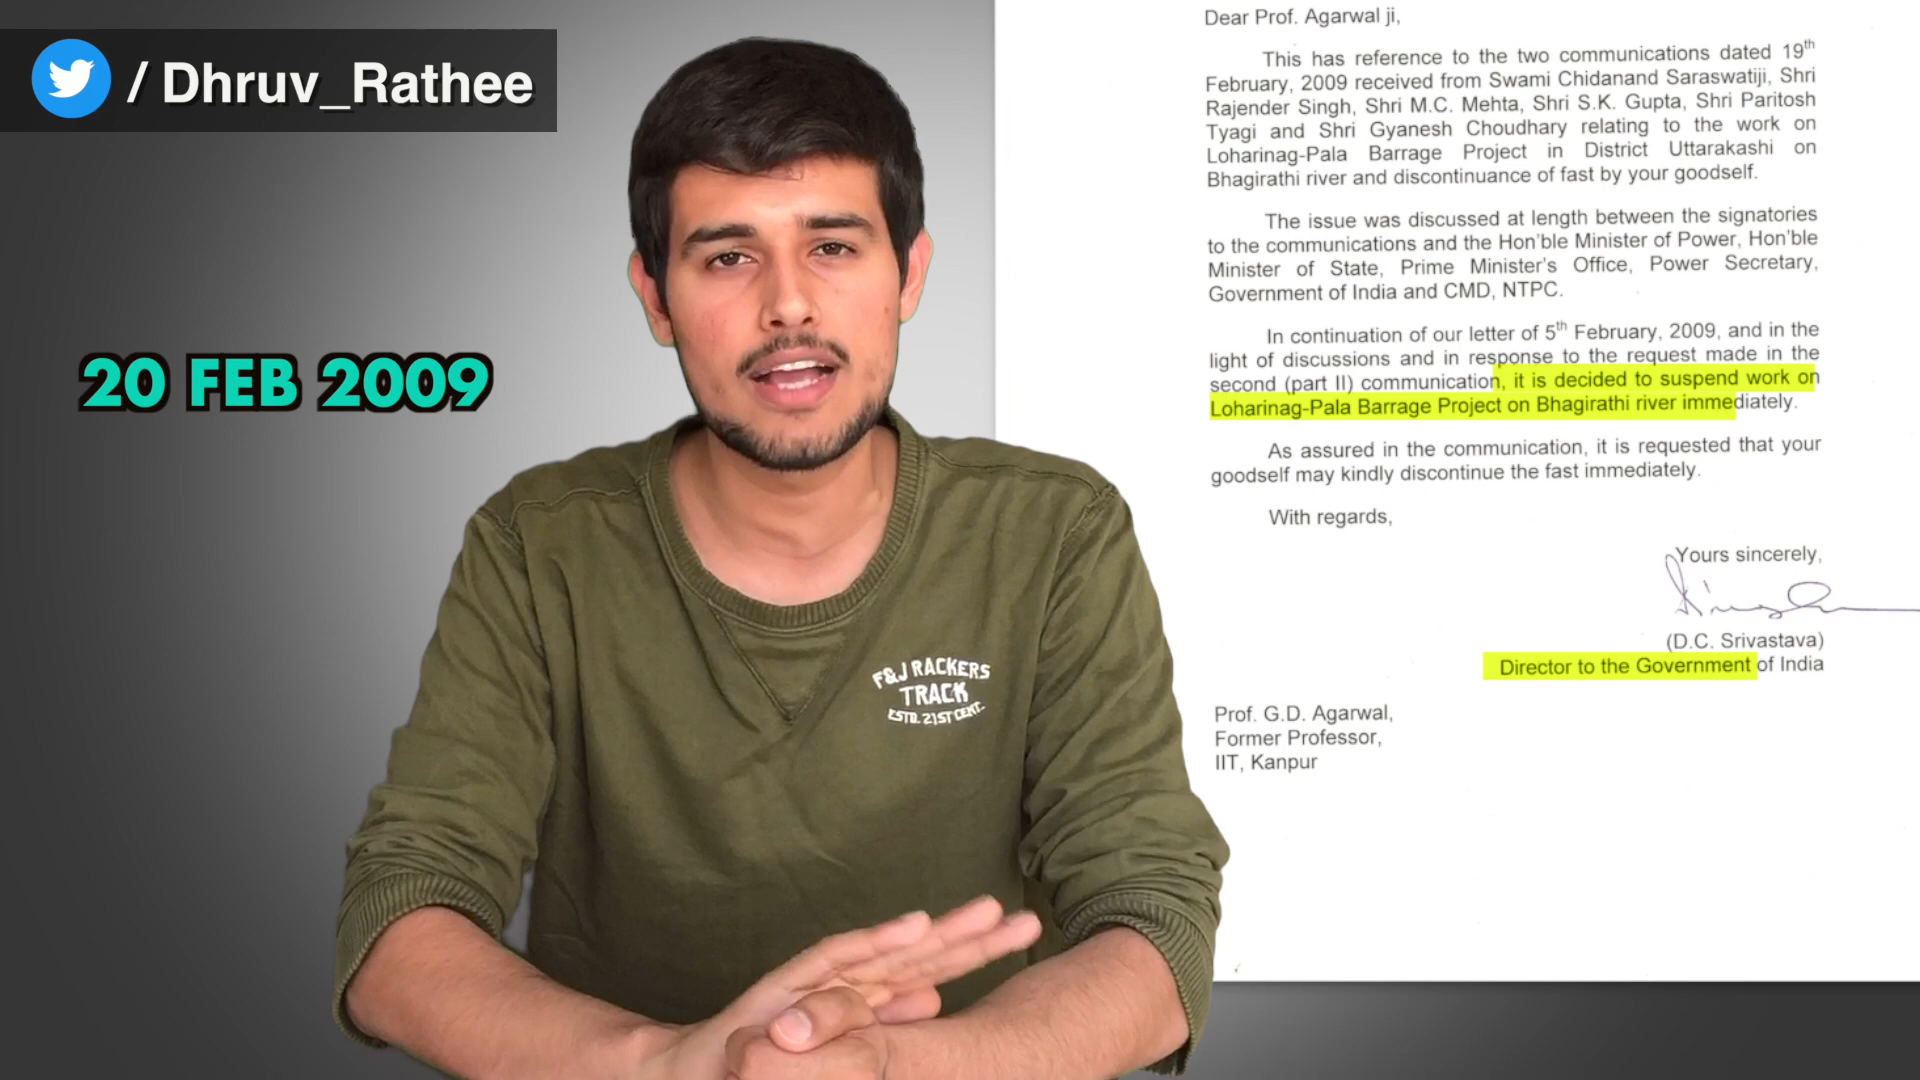 / Dhruv_Rathee
20 FEB 2009
Dear Prof. Agarwal ji,
This has reference to the two communications dated 19th
February, 2009 received from Swami Chidanand Saraswatiji, Shri
Rajender Singh, Shri M.C. Mehta, Shri S.K. Gupta, Shri Paritosh
Tyagi and Shri Gyanesh Choudhary relating to the work on
Loharinag-Pala Barrage Project in District Uttarakashi on
Bhagirathi river and discontinuance of fast by your goodself.
The issue was discussed at length between the signatories
to the communications and the Hon'ble Minister of Power, Hon'ble
Minister of State, Prime Minister's Office, Power Secretary,
Government of India and CMD, NTPC.
In continuation of our letter of 5th February, 2009, and in the
light of discussions and in response to the request made in the
second (part II) communication, it is decided to suspend work on
Loharinag-Pala Barrage Project on Bhagirathi river immediately.
As assured in the communication, it is requested that your
goodself may kindly discontinue the fast immediately.
With regards,
Yours sincerely,
(D.C. Srivastava)
Director to the Government of India
Prof. G.D. Agarwal,
Former Professor,
IIT, Kanpur
F&J RACKERS
TRACK
ESTD. 21ST CENT.